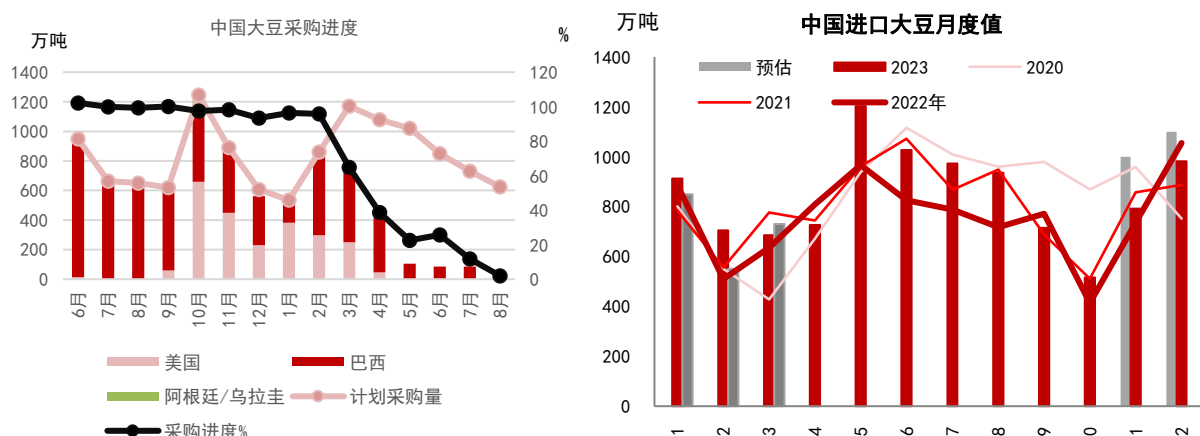 中国大豆采购进度
万吨
%
1400
1200
1000
800
600
400
200
0
120
100
80
60
40
20
0
6月
7月
8月
9月
10月
11月
12月
1月
2月
3月
4月
5月
6月
7月
8月
美国
巴西
阿根廷/乌拉圭
计划采购量
采购进度%
万吨
中国进口大豆月度值
预估
2023
2020
2021
2022年
1400
1200
1000
800
600
400
200
0
1
2
3
4
5
6
7
8
9
0
1
2